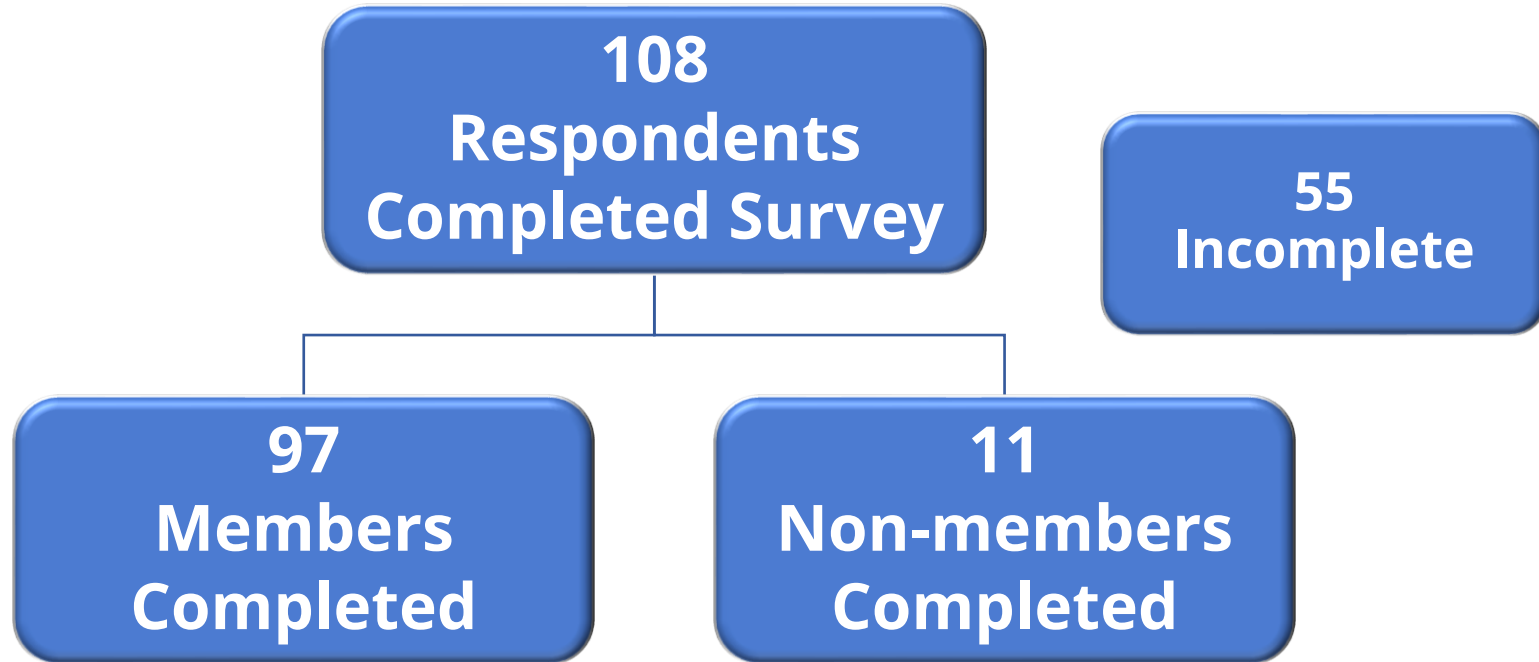 108
Respondents
Completed Survey
55
Incomplete
97
Members
Completed
11
Non-members
Completed